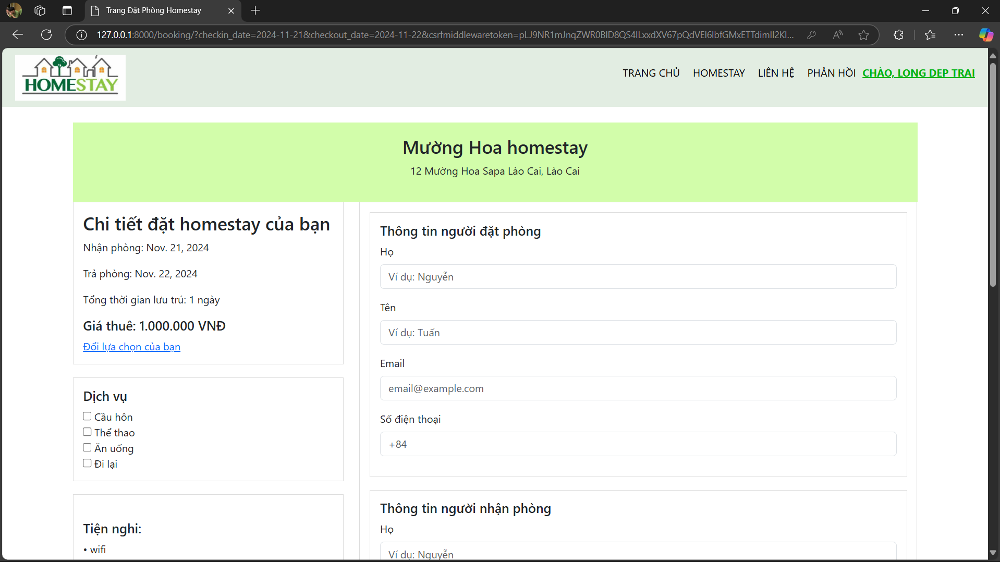 Trang Đặt Phòng Homestay
127.0.0.1:8000/booking/?checkin_date=2024-11-21&checkout_date=2024-11-22&csrfmiddlewaretoken=
HOMESTAY
TRANG CHỦ HOMESTAY LIÊN HỆ PHẢN HỒI CHÀO, LONG DEP TRAI
Mường Hoa homestay
12 Mường Hoa Sapa Lào Cai, Lào Cai
Chi tiết đặt homestay của bạn
Nhận phòng: Nov. 21, 2024
Trả phòng: Nov. 22, 2024
Tổng thời gian lưu trú: 1 ngày
Giá thuê: 1.000.000 VNĐ
Đổi lựa chọn của bạn
Dịch vụ
Cầu hôn
Thể thao
Ăn uống
Đi lại
Tiện nghi:
• wifi
Thông tin người đặt phòng
Họ
Ví dụ: Nguyễn
Tên
Ví dụ: Tuấn
Email
email@example.com
Số điện thoại
+84
Thông tin người nhận phòng
Họ
Ví dụ: Nguyễn